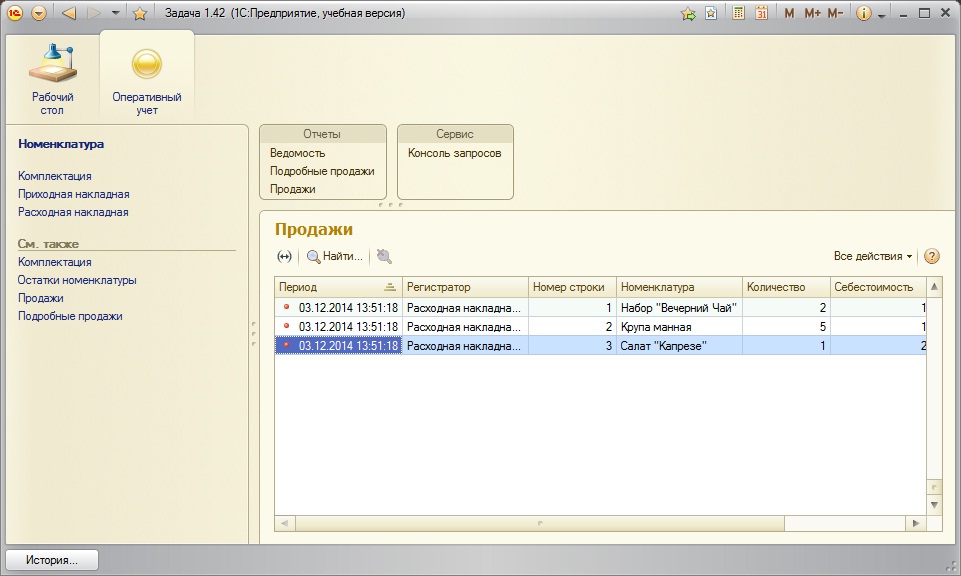 Задача 1.42 (1С:Предприятие, учебная версия)
31 M M+ M-
Рабочий
стол
Оперативный
учет
Номенклатура
Комплектация
Приходная накладная
Расходная накладная
См. также
Комплектация
Остатки номенклатуры
Продажи
Подробные продажи
Отчеты
Ведомость
Подробные продажи
Продажи
Сервис
Консоль запросов
Продажи
Найти...
Все действия
Период Регистратор Номер строки Номенклатура Количество Себестоимость
03.12.2014 13:51:18 Расходная накладна... 1 Набор "Вечерний Чай" 2 1
03.12.2014 13:51:18 Расходная накладна... 2 Крупа манная 5 1
03.12.2014 13:51:18 Расходная накладна... 3 Салат "Капрезе" 1 2
История...